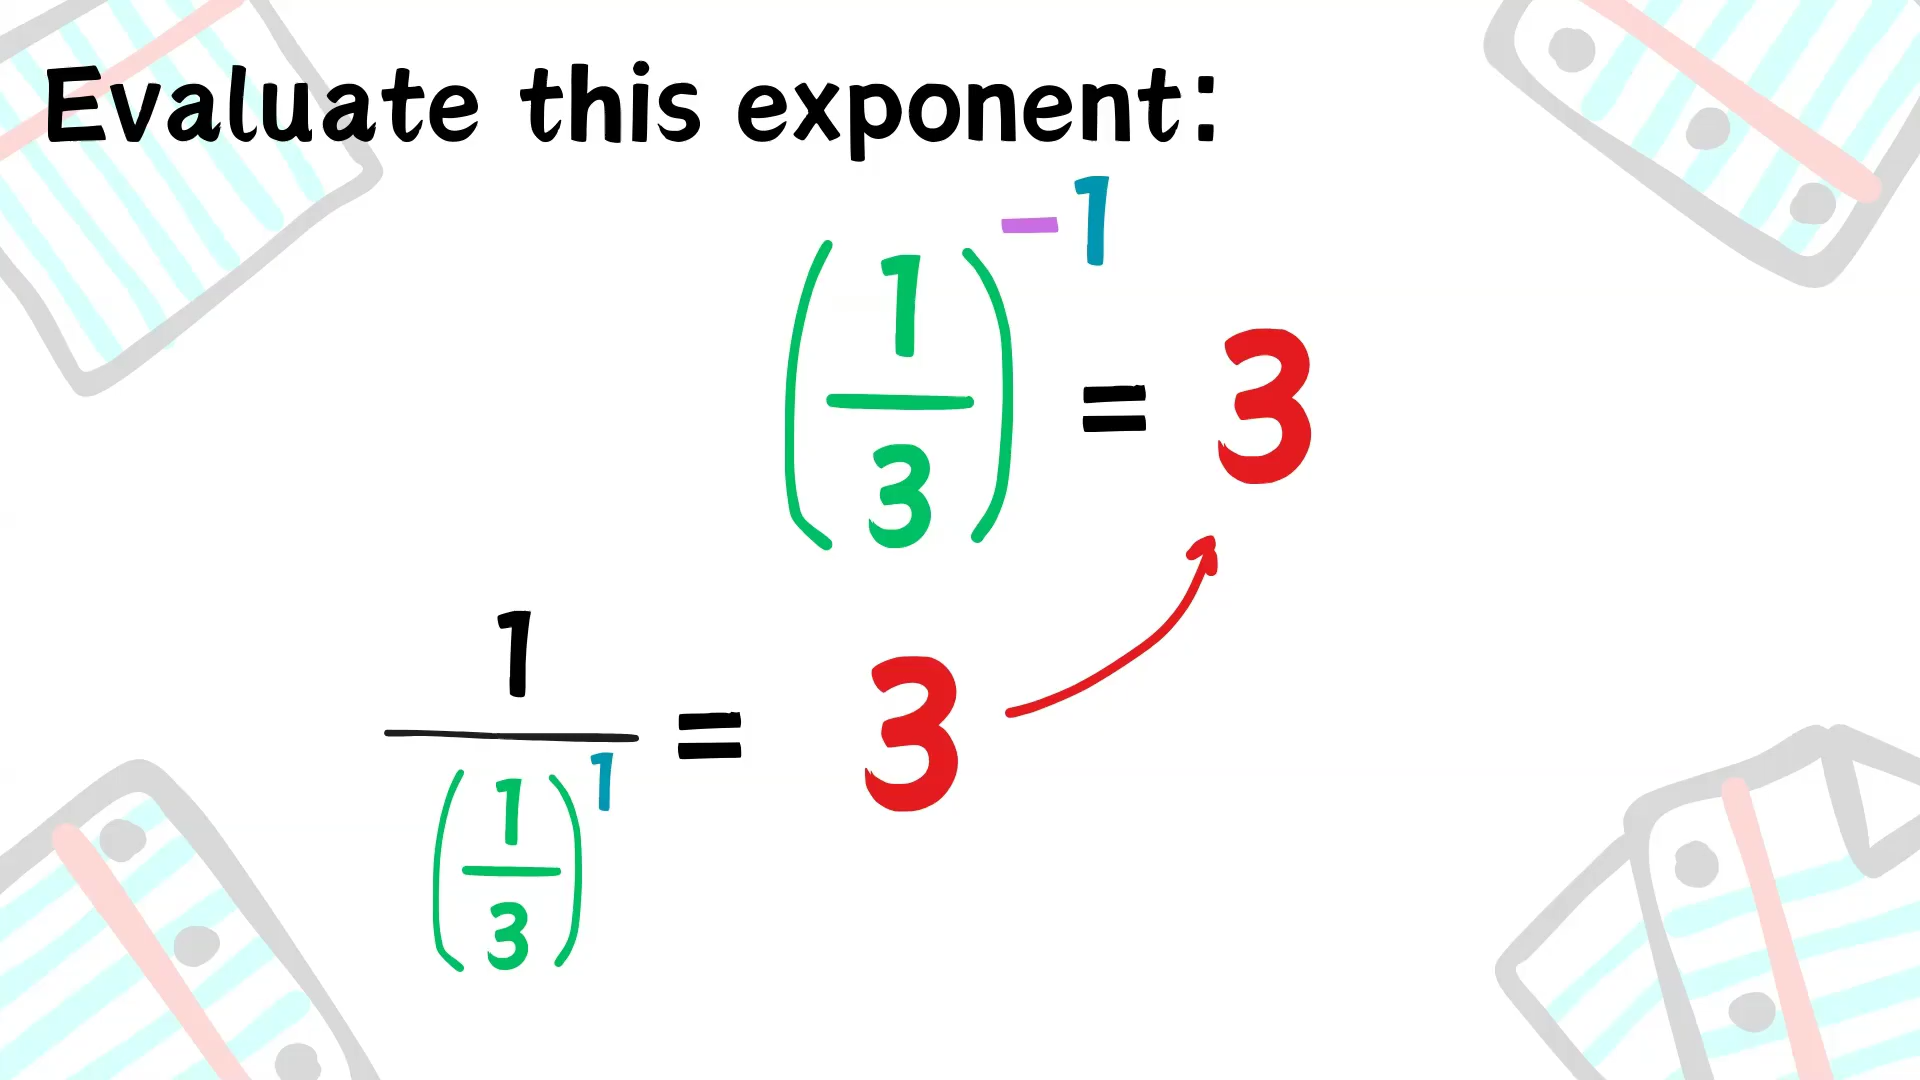 Evaluate this exponent:
(1/3)^-1 = 3
1/(1/3)^1 = 3